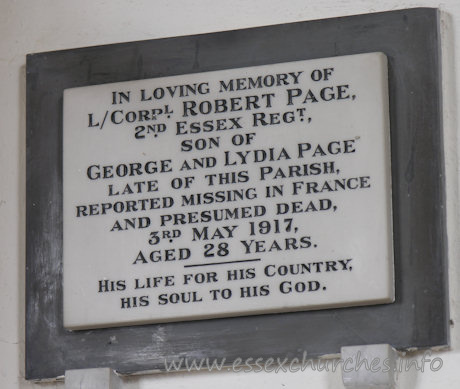 IN LOVING MEMORY OF
L/CORPL ROBERT PAGE,
2ND ESSEX REGT,
SON OF
GEORGE AND LYDIA PAGE
LATE OF THIS PARISH,
REPORTED MISSING IN FRANCE
AND PRESUMED DEAD,
3RD MAY 1917,
AGED 28 YEARS.
HIS LIFE FOR HIS COUNTRY,
HIS SOUL TO HIS GOD.
www.essexchurches.info